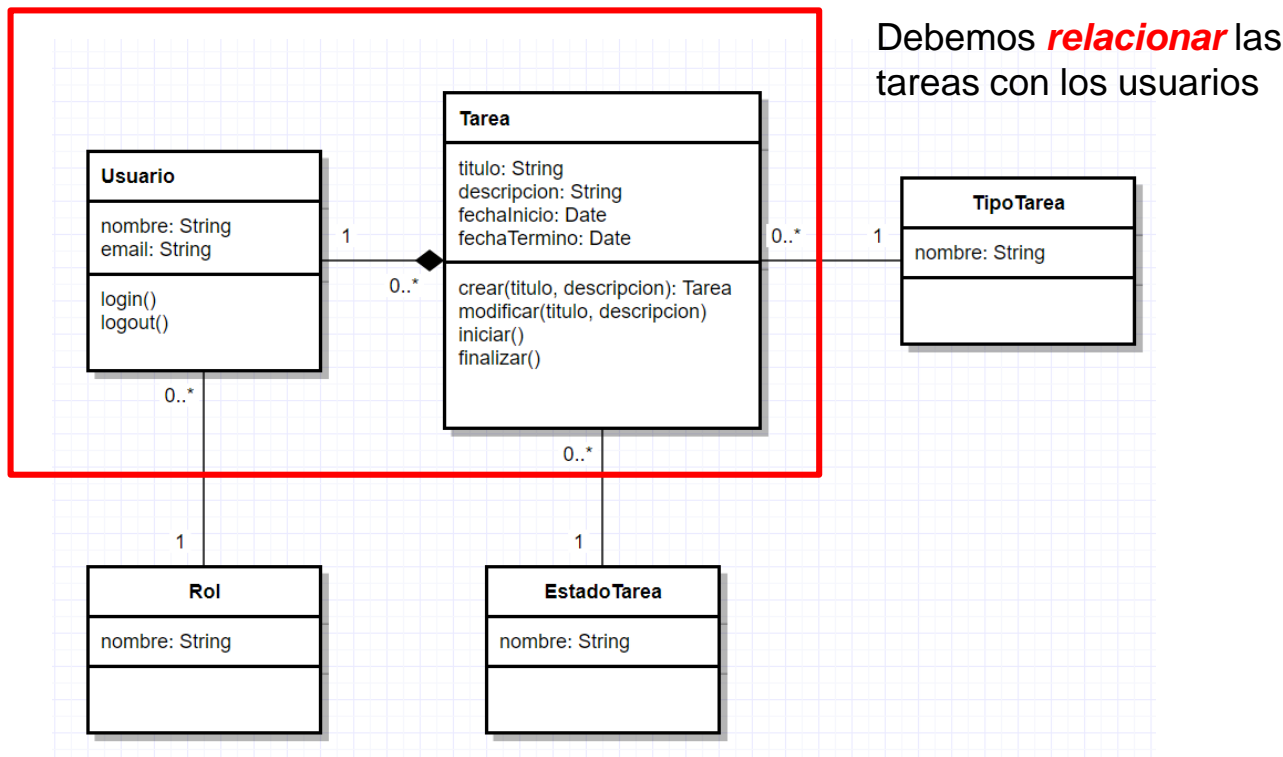 Debemos relacionar las
tareas con los usuarios
Tarea
titulo: String
descripcion: String
fechaInicio: Date
fechaTermino: Date
crear(titulo, descripcion): Tarea
modificar(titulo, descripcion)
iniciar()
finalizar()
Usuario
nombre: String
email: String
login()
logout()
1
0..*
0..*
1
TipoTarea
nombre: String
0..*
0..*
1
1
Rol
nombre: String
EstadoTarea
nombre: String